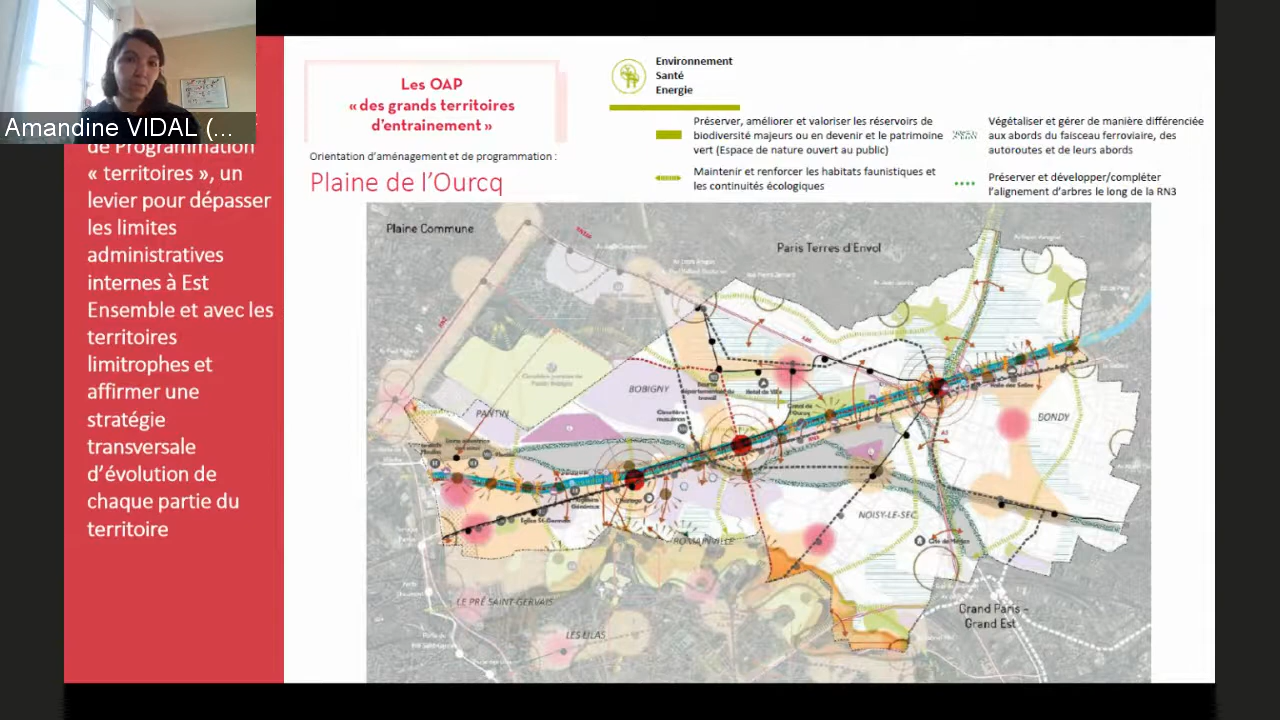 Amandine VIDAL (...
de Programmation
« territoires », un
levier pour dépasser
les limites
administratives
internes à Est
Ensemble et avec les
territoires
limitrophes et
affirmer une
stratégie
transversale
d’évolution de
chaque partie du
territoire
Les OAP
« des grands territoires
d’entrainement »
Orientation d’aménagement et de programmation :
Plaine de l’Ourcq
Environnement
Santé
Energie
Préserver, améliorer et valoriser les réservoirs de
biodiversité majeurs ou en devenir et le patrimoine
vert (Espace de nature ouvert au public)
Maintenir et renforcer les habitats faunistiques et
les continuités écologiques
Végétaliser et gérer de manière différenciée
aux abords du faisceau ferroviaire, des
autoroutes et de leurs abords
Préserver et développer/compléter
l’alignement d’arbres le long de la RN3
Plaine Commune
Paris Terres d’Envol
BOBIGNY
PANTIN
BONDY
NOISY-LE-SEC
ROMAINVILLE
LE PRÉ SAINT-GERVAIS
LES LILAS
Grand Paris –
Grand Est